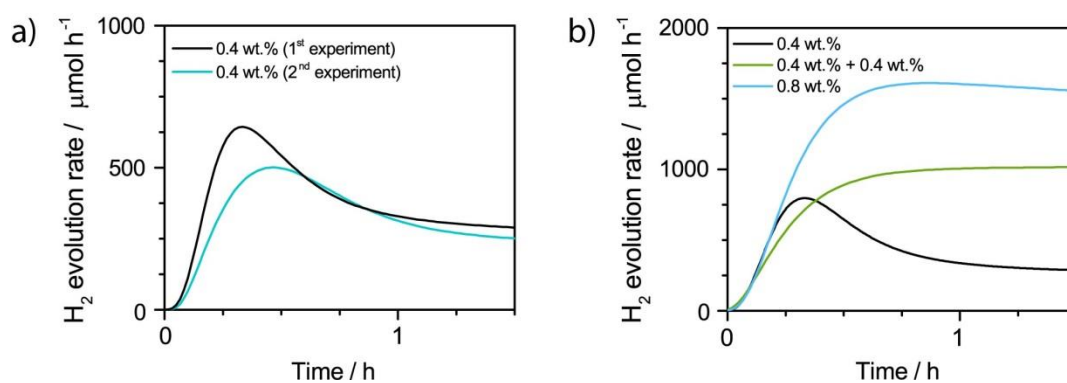 a)
H₂ evolution rate / μmol h⁻¹
1000
500
0
0.4 wt.% (1ˢᵗ experiment)
0.4 wt.% (2ⁿᵈ experiment)
0
1
Time / h
b)
H₂ evolution rate / μmol h⁻¹
2000
1000
0
0.4 wt.%
0.4 wt.% + 0.4 wt.%
0.8 wt.%
0
1
Time / h